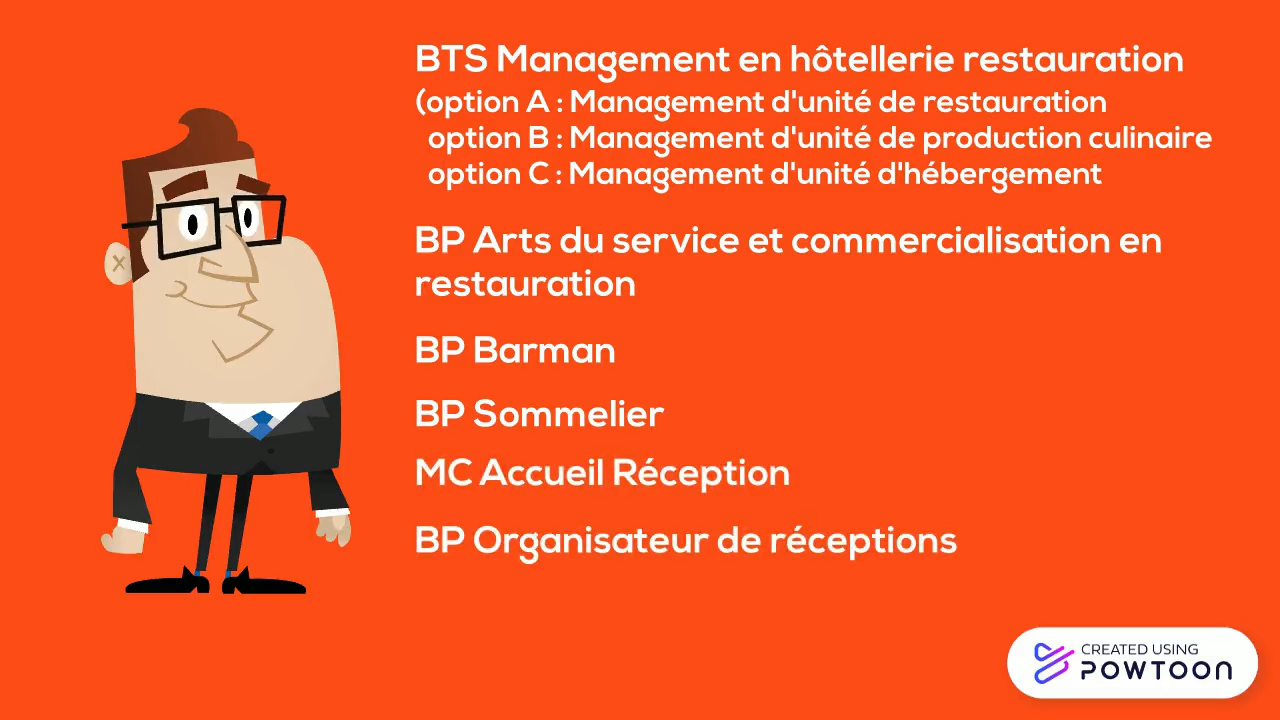 BTS Management en hôtellerie restauration
(option A : Management d'unité de restauration
option B : Management d'unité de production culinaire
option C : Management d'unité d'hébergement
BP Arts du service et commercialisation en
restauration
BP Barman
BP Sommelier
MC Accueil Réception
BP Organisateur de réceptions
CREATED USING
POWTOON